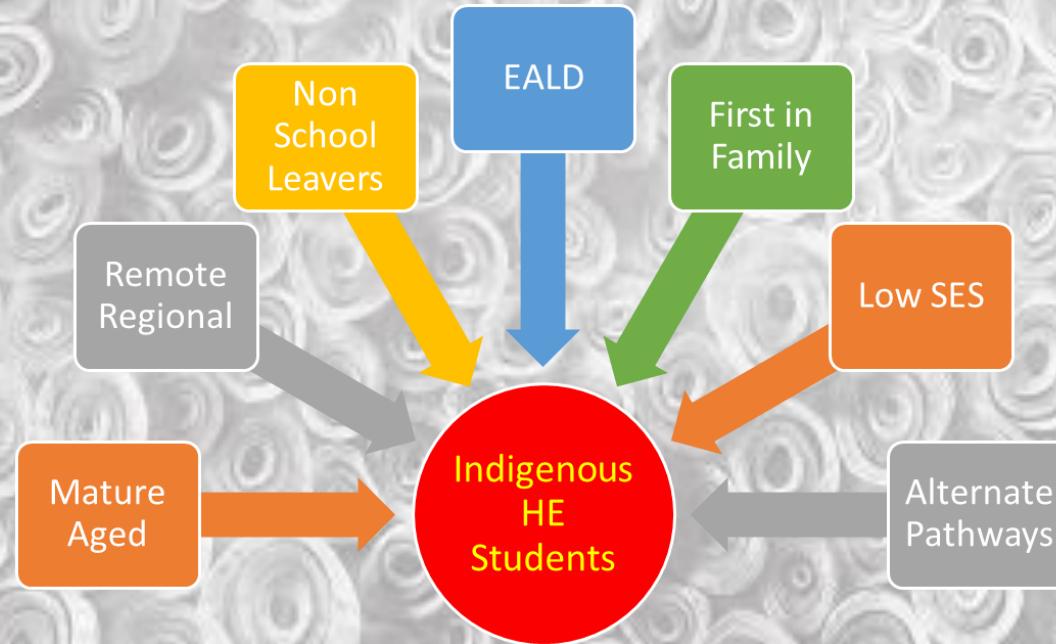 EALD
Non
School
Leavers
First in
Family
Remote
Regional
Low SES
Mature
Aged
Indigenous
HE
Students
Alternate
Pathways